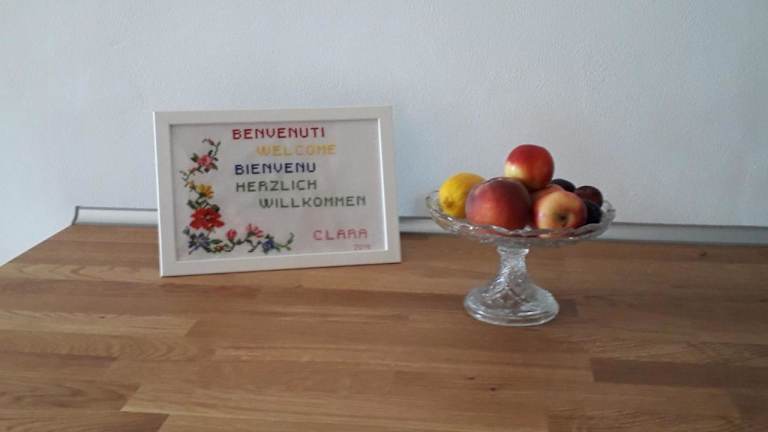 BENVENUTI
WELCOME
BIENVENU
HERZLICH
WILLKOMMEN
CLARA